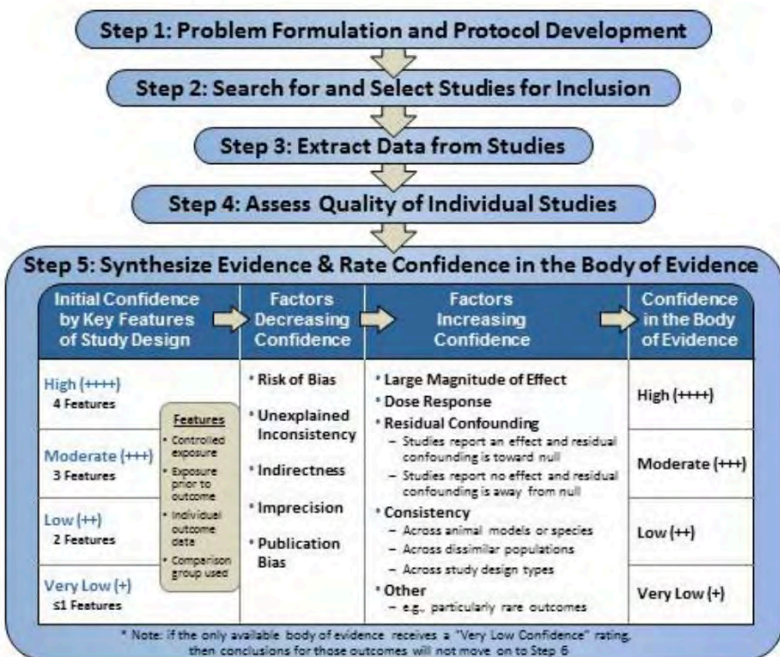 Step 1: Problem Formulation and Protocol Development
Step 2: Search for and Select Studies for Inclusion
Step 3: Extract Data from Studies
Step 4: Assess Quality of Individual Studies
Step 5: Synthesize Evidence & Rate Confidence in the Body of Evidence
Initial Confidence
by Key Features
of Study Design
Factors
Decreasing
Confidence
Factors
Increasing
Confidence
Confidence
in the Body
of Evidence
High (++++)
4 Features
Moderate (+++)
3 Features
Low (++)
2 Features
Very Low (+)
≤1 Features
Features
• Controlled
exposure
• Exposure
prior to
outcome
• Individual
outcome
data
• Comparison
group used
• Risk of Bias
• Unexplained
Inconsistency
• Indirectness
• Imprecision
• Publication
Bias
• Large Magnitude of Effect
• Dose Response
• Residual Confounding
– Studies report an effect and residual
confounding is toward null
– Studies report no effect and residual
confounding is away from null
• Consistency
– Across animal models or species
– Across dissimilar populations
– Across study design types
• Other
– e.g., particularly rare outcomes
High (++++)
Moderate (+++)
Low (++)
Very Low (+)
* Note: if the only available body of evidence receives a "Very Low Confidence" rating,
then conclusions for those outcomes will not move on to Step 6